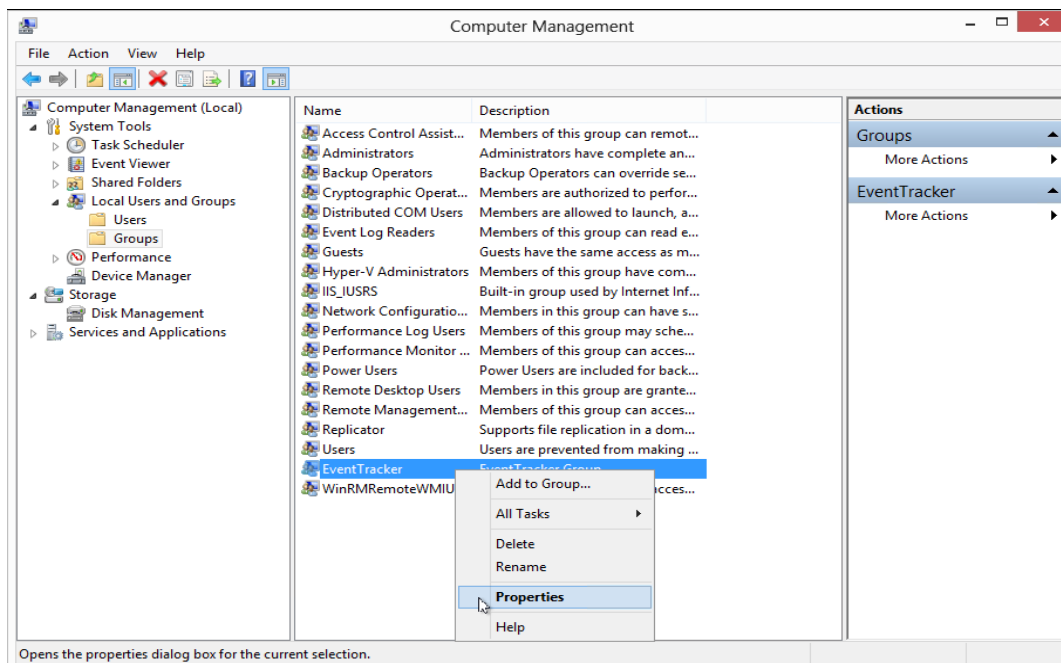 Computer Management
File Action View Help
Computer Management (Local)
System Tools
Task Scheduler
Event Viewer
Shared Folders
Local Users and Groups
Users
Groups
Performance
Device Manager
Storage
Disk Management
Services and Applications
Name Description
Access Control Assist... Members of this group can remot...
Administrators Administrators have complete an...
Backup Operators Backup Operators can override se...
Cryptographic Operat... Members are authorized to perfor...
Distributed COM Users Members are allowed to launch, a...
Event Log Readers Members of this group can read e...
Guests Guests have the same access as m...
Hyper-V Administrators Members of this group have com...
IIS_IUSRS Built-in group used by Internet Inf...
Network Configuratio... Members in this group can have s...
Performance Log Users Members of this group may sche...
Performance Monitor ... Members of this group can acces...
Power Users Power Users are included for back...
Remote Desktop Users Members in this group are grante...
Remote Management... Members of this group can acces...
Replicator Supports file replication in a dom...
Users Users are prevented from making ...
EventTracker EventTracker Group
WinRMRemoteWMIU acces...
Add to Group...
All Tasks
Delete
Rename
Properties
Help
Actions
Groups
More Actions
EventTracker
More Actions
Opens the properties dialog box for the current selection.